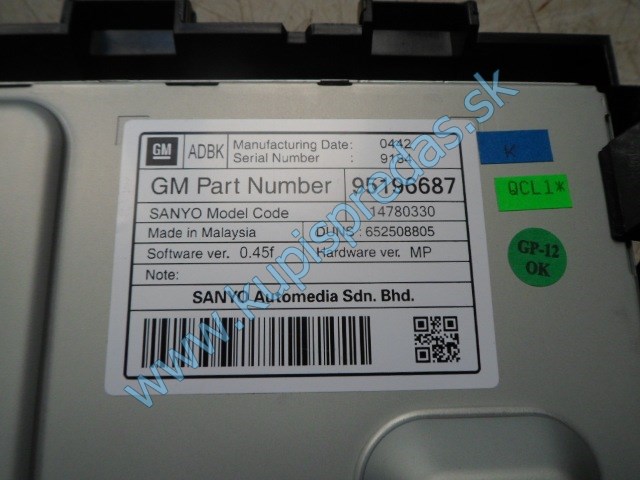 GM ADBK Manufacturing Date: 0442
Serial Number : 9184
GM Part Number 95196687
SANYO Model Code 14780330
Made in Malaysia DUNS : 652508805
Software ver. 0.45f Hardware ver. MP
Note:
SANYO Automedia Sdn. Bhd.
K
QCL1*
GP-12
OK
www.kupispredas.sk